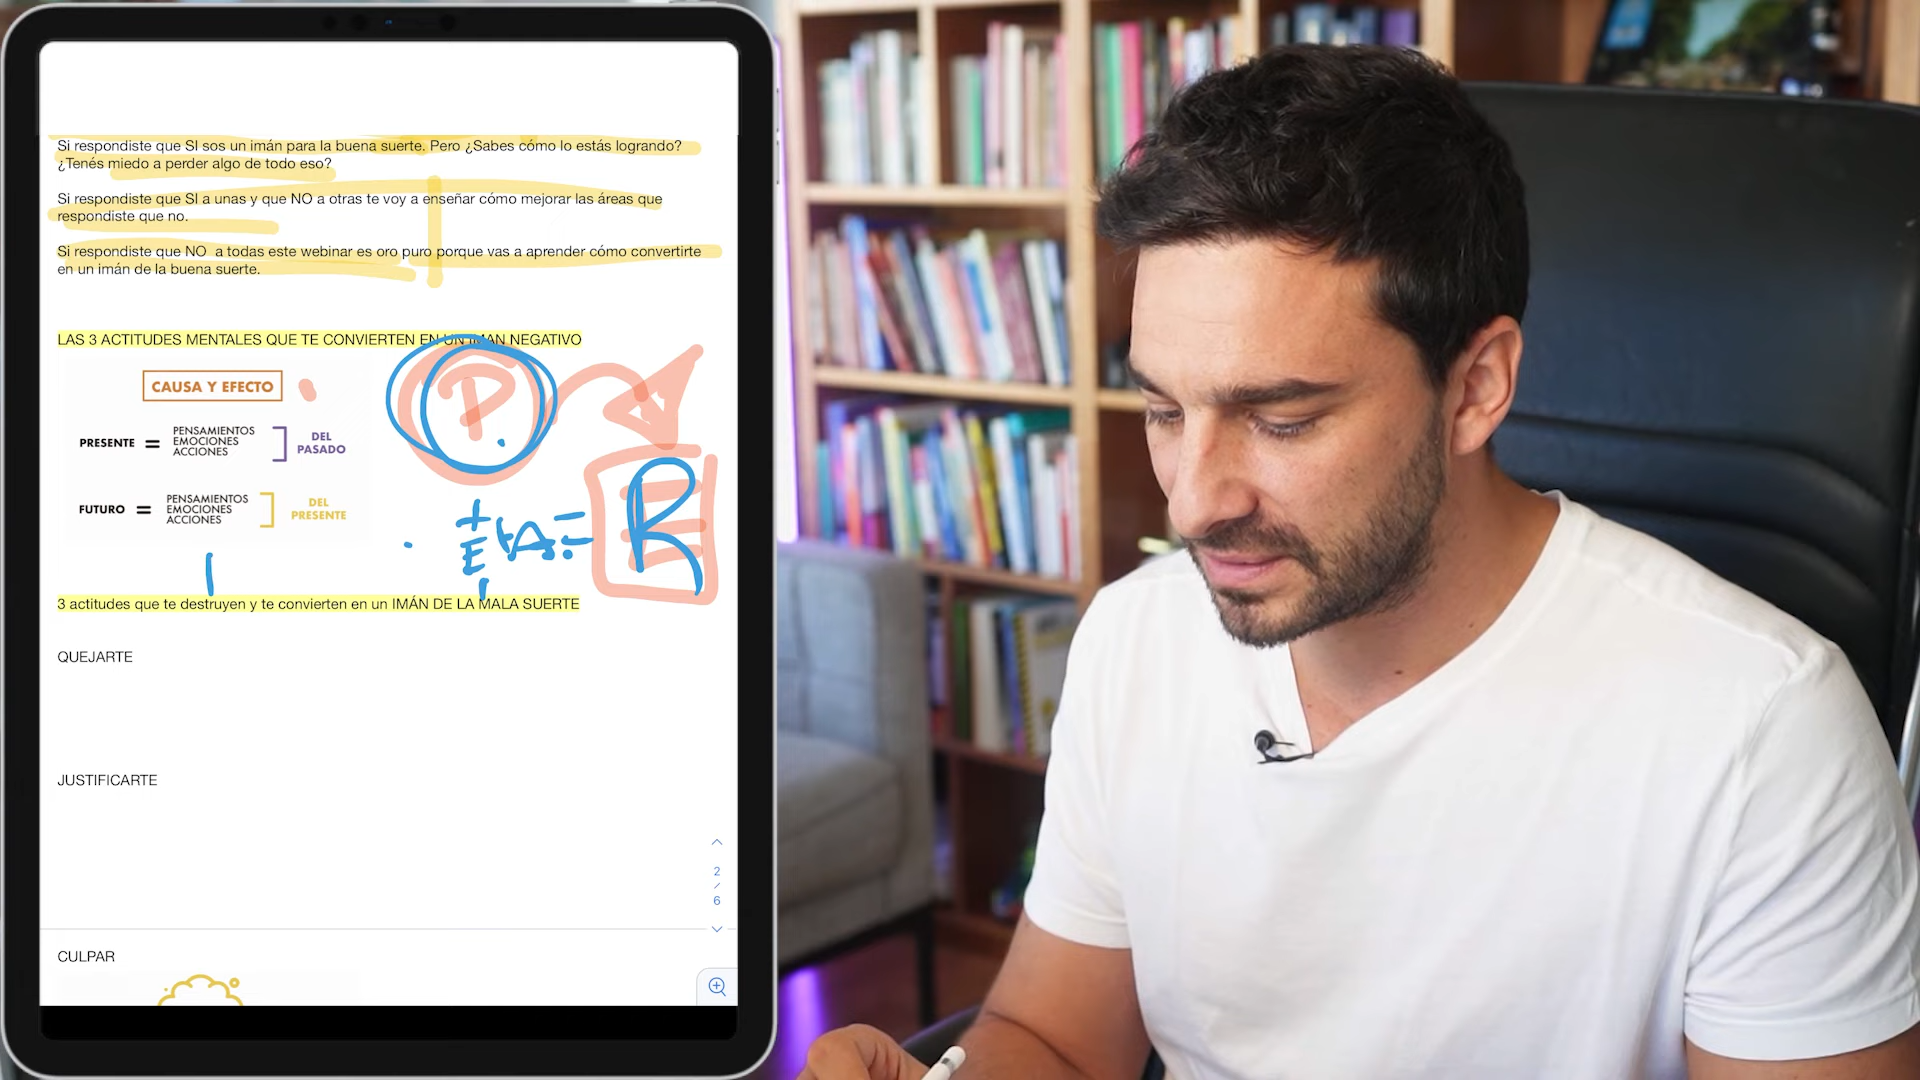 Si respondiste que SI sos un imán para la buena suerte. Pero ¿Sabes cómo lo estás logrando?
¿Tenés miedo a perder algo de todo eso?
Si respondiste que SI a unas y que NO a otras te voy a enseñar cómo mejorar las áreas que
respondiste que no.
Si respondiste que NO  a todas este webinar es oro puro porque vas a aprender cómo convertirte
en un imán de la buena suerte.
LAS 3 ACTITUDES MENTALES QUE TE CONVIERTEN EN UN IMAN NEGATIVO
CAUSA Y EFECTO
P
PRESENTE = PENSAMIENTOS
EMOCIONES
ACCIONES
DEL
PASADO
FUTURO = PENSAMIENTOS
EMOCIONES
ACCIONES
DEL
PRESENTE
R
3 actitudes que te destruyen y te convierten en un IMÁN DE LA MALA SUERTE
QUEJARTE
JUSTIFICARTE
2
/
6
CULPAR